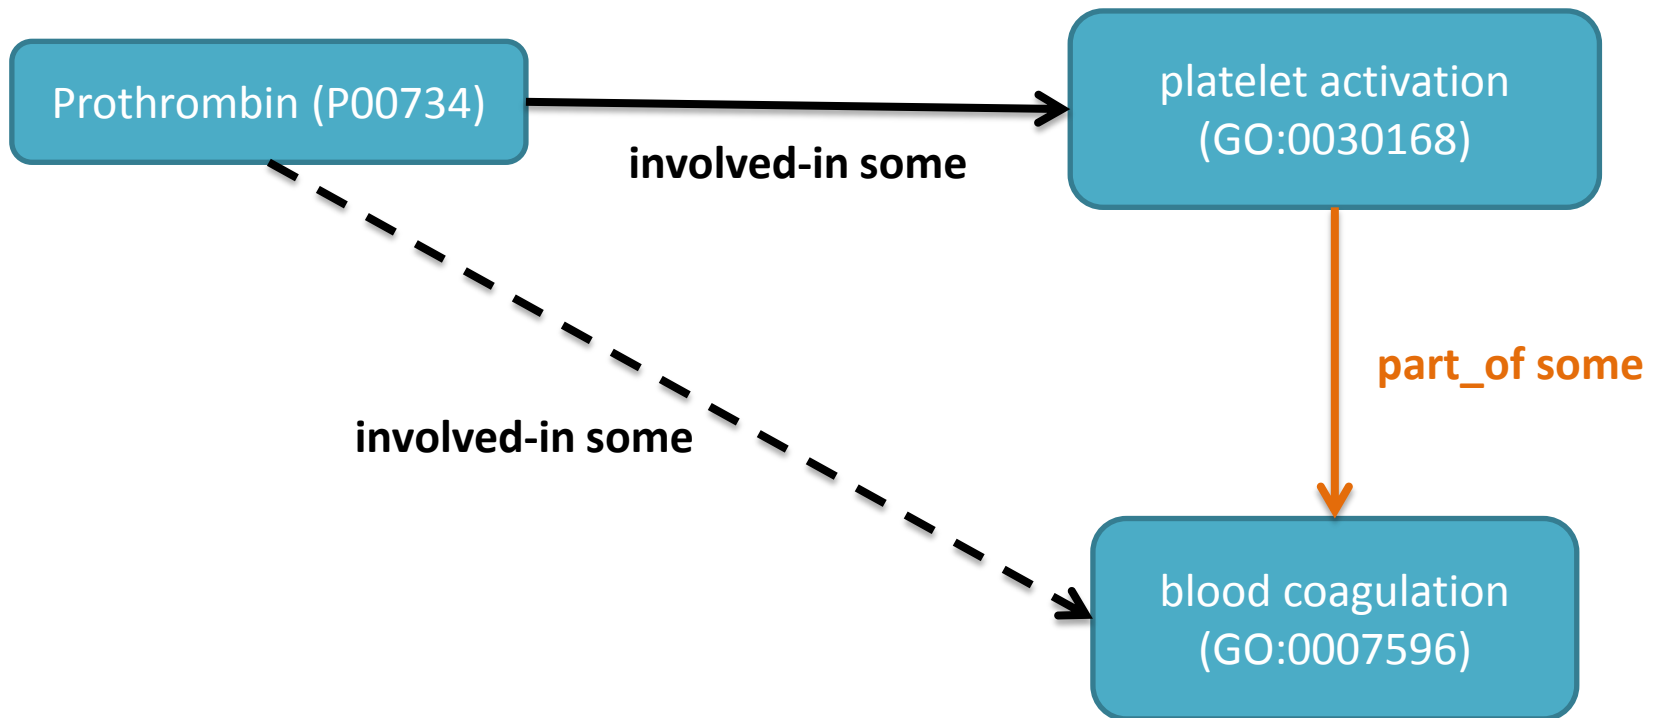 Prothrombin (P00734)
platelet activation
(GO:0030168)
involved-in some
part_of some
involved-in some
blood coagulation
(GO:0007596)